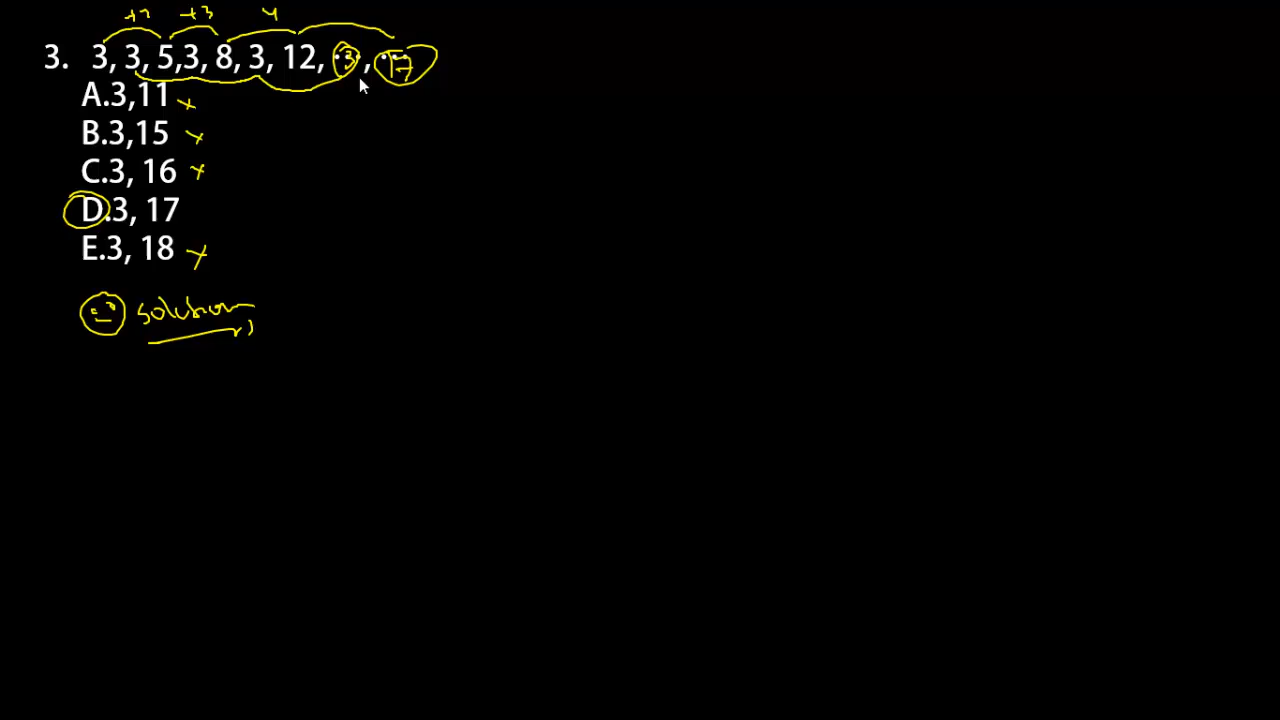 +2 +3 4
3. 3, 3, 5,3, 8, 3, 12, 3, 17
A.3,11 x
B.3,15 x
C.3, 16 x
D.3, 17
E.3, 18 x
solution